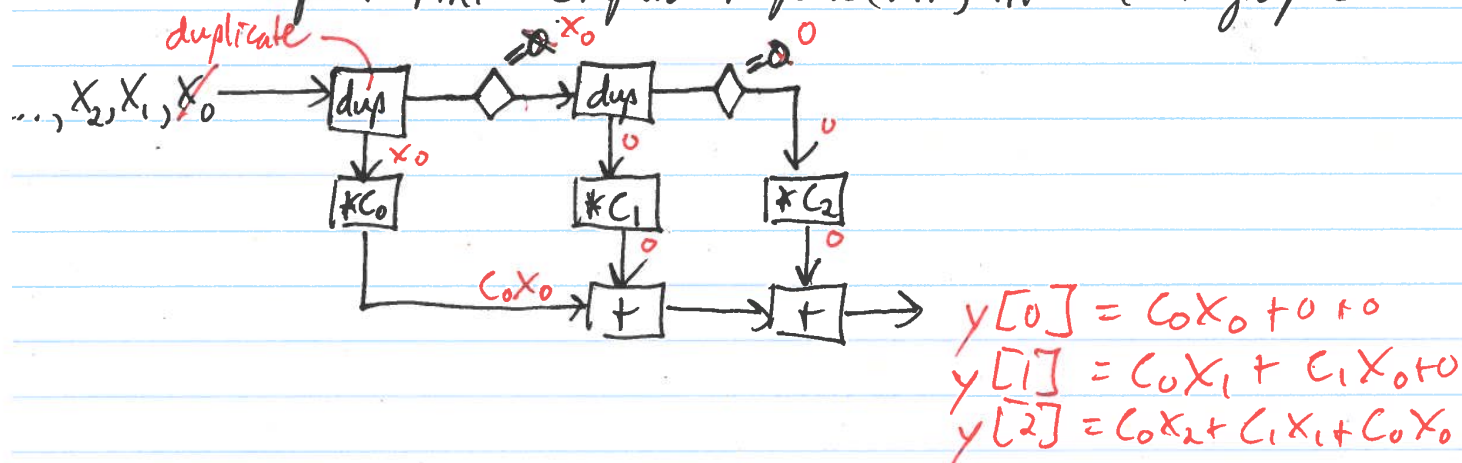 duplicate
=0 X0
=0 0
..., X2, X1, X0
dup
dup
X0
0
0
*C0
*C1
*C2
0
0
C0X0
+
+
y[0] = C0X0 + 0 + 0
y[1] = C0X1 + C1X0 + 0
y[2] = C0X2 + C1X1 + C0X0